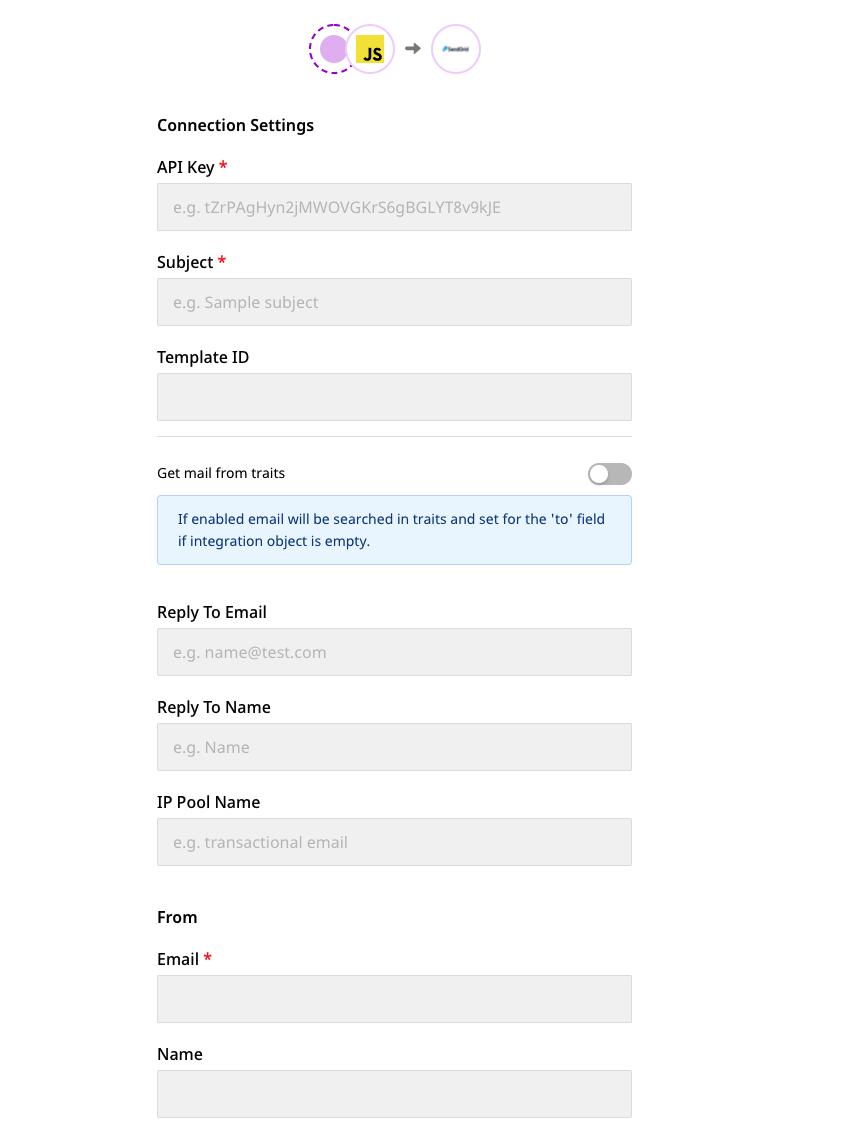 JS
SendGrid
Connection Settings
API Key *
e.g. tZrPAgHyn2jMWOVGKrS6gBGLYT8v9kJE
Subject *
e.g. Sample subject
Template ID
Get mail from traits
If enabled email will be searched in traits and set for the 'to' field
if integration object is empty.
Reply To Email
e.g. name@test.com
Reply To Name
e.g. Name
IP Pool Name
e.g. transactional email
From
Email *
Name